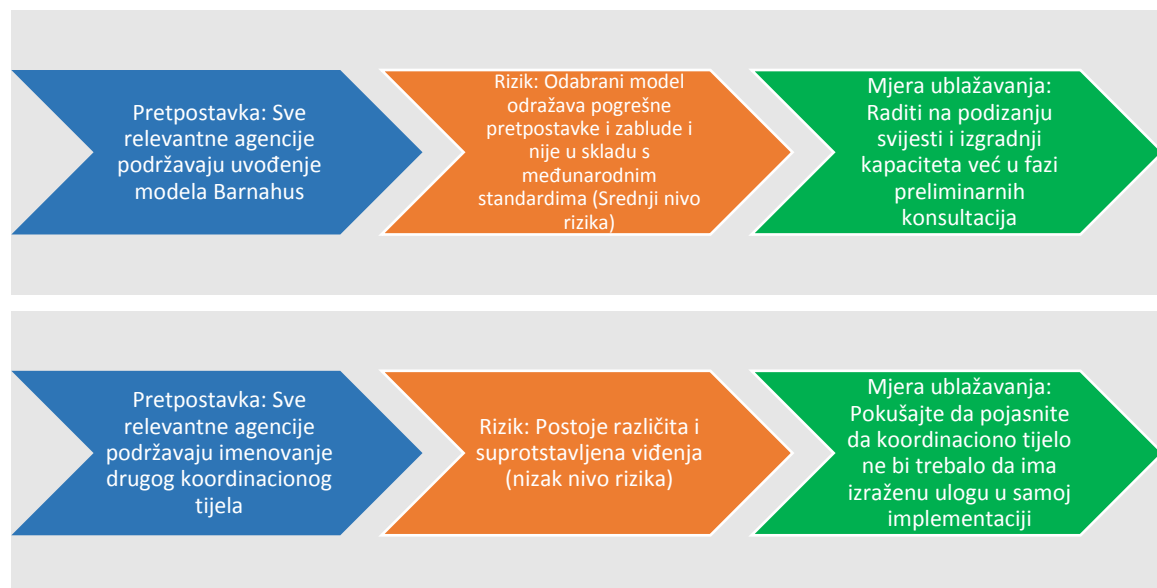 Pretpostavka: Sve
relevantne agencije
podržavaju uvođenje
modela Barnahus
Rizik: Odabrani model
odražava pogrešne
pretpostavke i zablude i
nije u skladu s
međunarodnim
standardima (Srednji nivo
rizika)
Mjera ublažavanja:
Raditi na podizanju
svijesti i izgradnji
kapaciteta već u fazi
preliminarnih
konsultacija
Pretpostavka: Sve
relevantne agencije
podržavaju imenovanje
drugog koordinacionog
tijela
Rizik: Postoje različita i
suprotstavljena viđenja
(nizak nivo rizika)
Mjera ublažavanja:
Pokušajte da pojasnite
da koordinaciono tijelo
ne bi trebalo da ima
izraženu ulogu u samoj
implementaciji